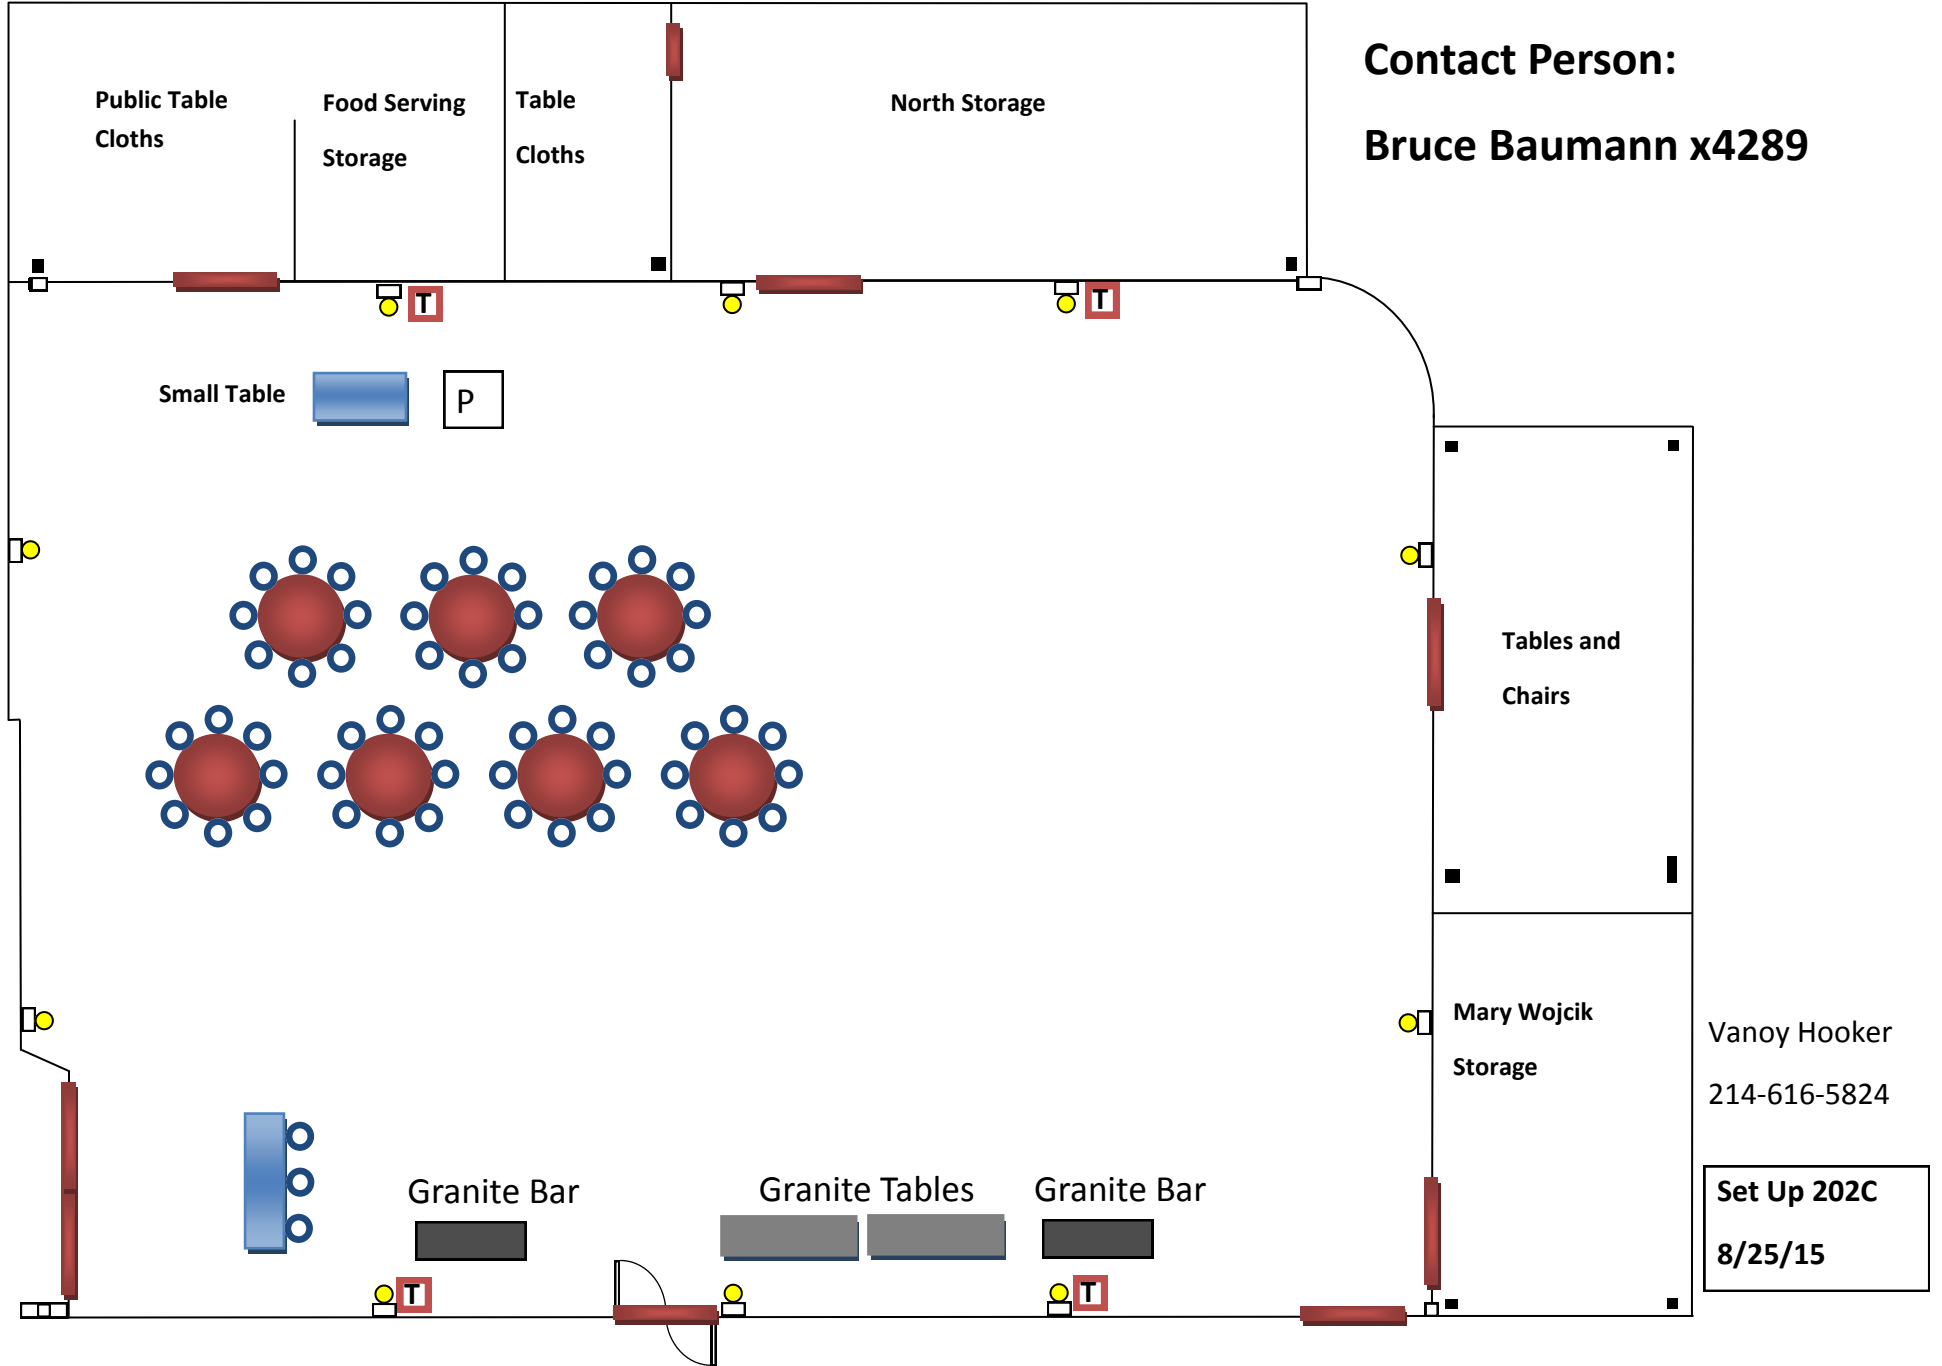 Contact Person:
Bruce Baumann x4289
Public Table
Cloths
Food Serving
Storage
Table
Cloths
North Storage
T
T
Small Table
P
Tables and
Chairs
Mary Wojcik
Storage
Vanoy Hooker
214-616-5824
Granite Bar
Granite Tables
Granite Bar
Set Up 202C
8/25/15
T
T